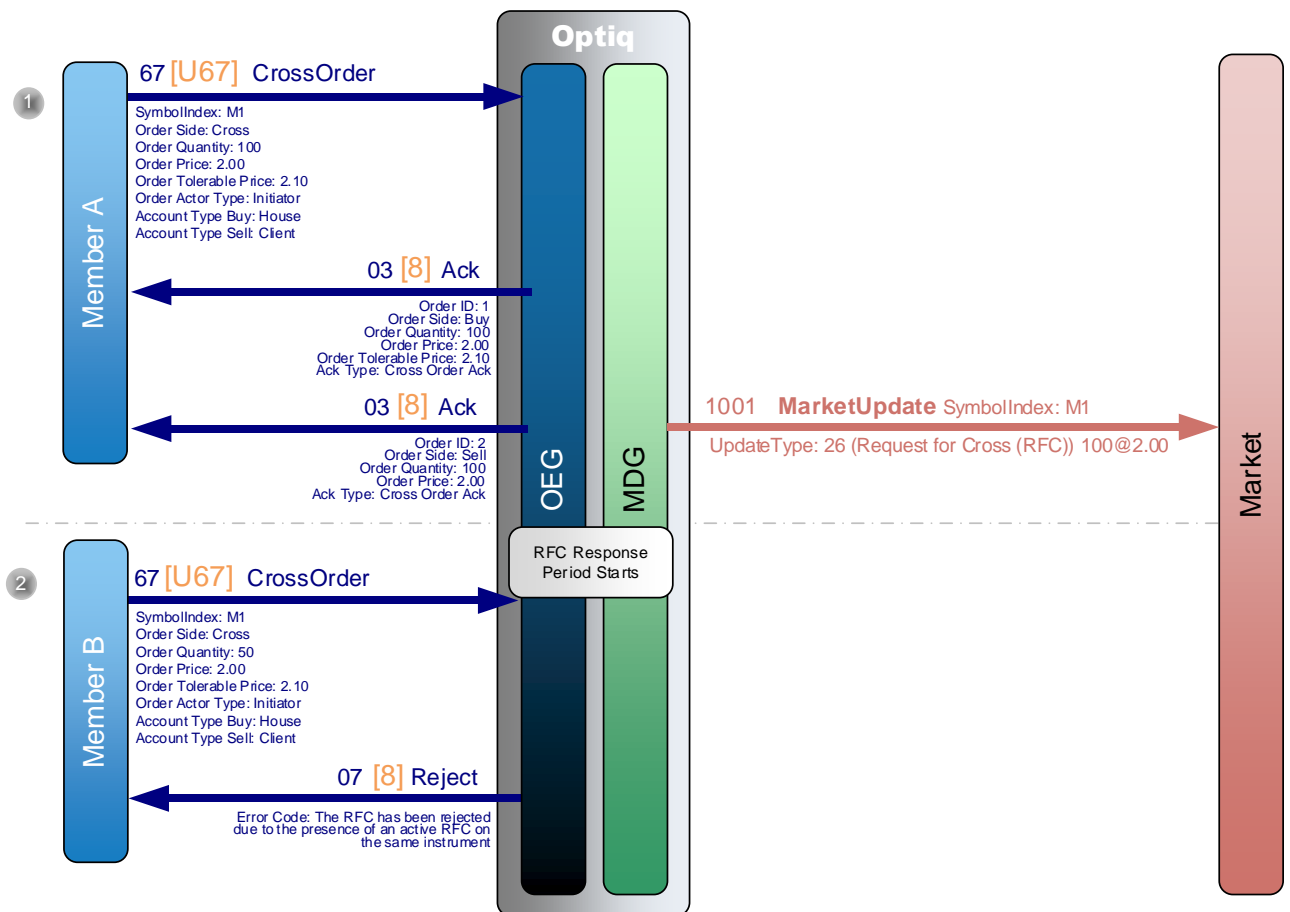 Optiq
1
67 [U67] CrossOrder
SymbolIndex: M1
Order Side: Cross
Order Quantity: 100
Order Price: 2.00
Order Tolerable Price: 2.10
Order Actor Type: Initiator
Account Type Buy: House
Account Type Sell: Client
Member A
03 [8] Ack
Order ID: 1
Order Side: Buy
Order Quantity: 100
Order Price: 2.00
Order Tolerable Price: 2.10
Ack Type: Cross Order Ack
03 [8] Ack
Order ID: 2
Order Side: Sell
Order Quantity: 100
Order Price: 2.00
Ack Type: Cross Order Ack
OEG
MDG
1001 MarketUpdate SymbolIndex: M1
UpdateType: 26 (Request for Cross (RFC)) 100@2.00
Market
RFC Response
Period Starts
2
67 [U67] CrossOrder
SymbolIndex: M1
Order Side: Cross
Order Quantity: 50
Order Price: 2.00
Order Tolerable Price: 2.10
Order Actor Type: Initiator
Account Type Buy: House
Account Type Sell: Client
Member B
07 [8] Reject
Error Code: The RFC has been rejected
due to the presence of an active RFC on
the same instrument